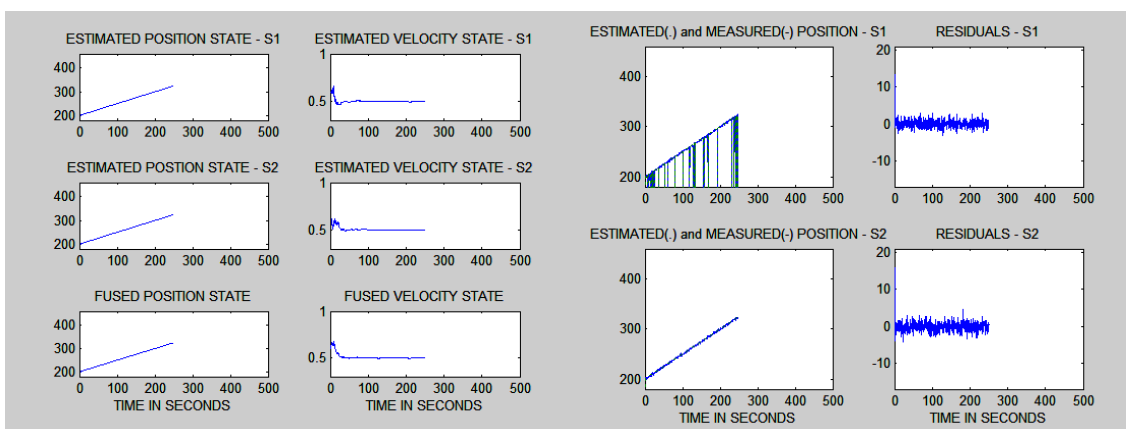 ESTIMATED POSITION STATE - S1
400
300
200
0 100 200 300 400 500
ESTIMATED VELOCITY STATE - S1
1
0.5
0 100 200 300 400 500
ESTIMATED POSITION STATE - S2
400
300
200
0 100 200 300 400 500
ESTIMATED VELOCITY STATE - S2
1
0.5
0 100 200 300 400 500
FUSED POSITION STATE
400
300
200
0 100 200 300 400 500
TIME IN SECONDS
FUSED VELOCITY STATE
1
0.5
0 100 200 300 400 500
TIME IN SECONDS
ESTIMATED(.) and MEASURED(-) POSITION - S1
400
300
200
0 100 200 300 400 500
RESIDUALS - S1
20
10
0
-10
0 100 200 300 400 500
ESTIMATED(.) and MEASURED(-) POSITION - S2
400
300
200
0 100 200 300 400 500
TIME IN SECONDS
RESIDUALS - S2
20
10
0
-10
0 100 200 300 400 500
TIME IN SECONDS